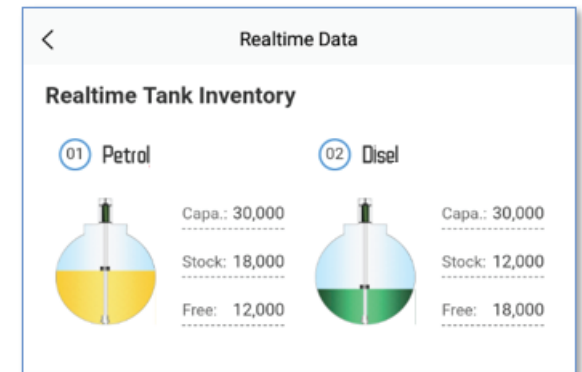 Realtime Data
Realtime Tank Inventory
01 Petrol
Capa.: 30,000
Stock: 18,000
Free: 12,000
02 Disel
Capa.: 30,000
Stock: 12,000
Free: 18,000